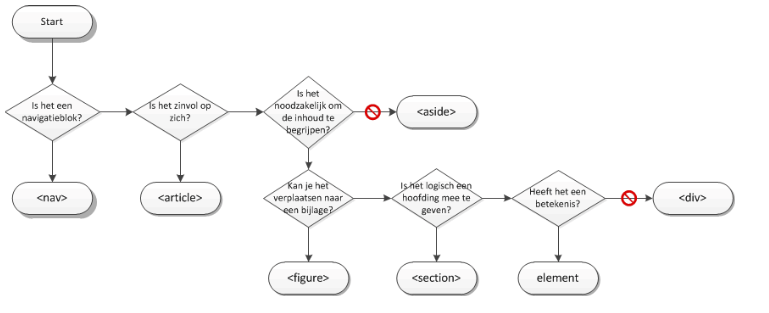 Start
Is het een
navigatieblok?
Is het zinvol op
zich?
Is het
noodzakelijk om
de inhoud te
begrijpen?
<aside>
<nav>
<article>
Kan je het
verplaatsen naar
een bijlage?
Is het logisch een
hoofding mee te
geven?
Heeft het een
betekenis?
<div>
<figure>
<section>
element